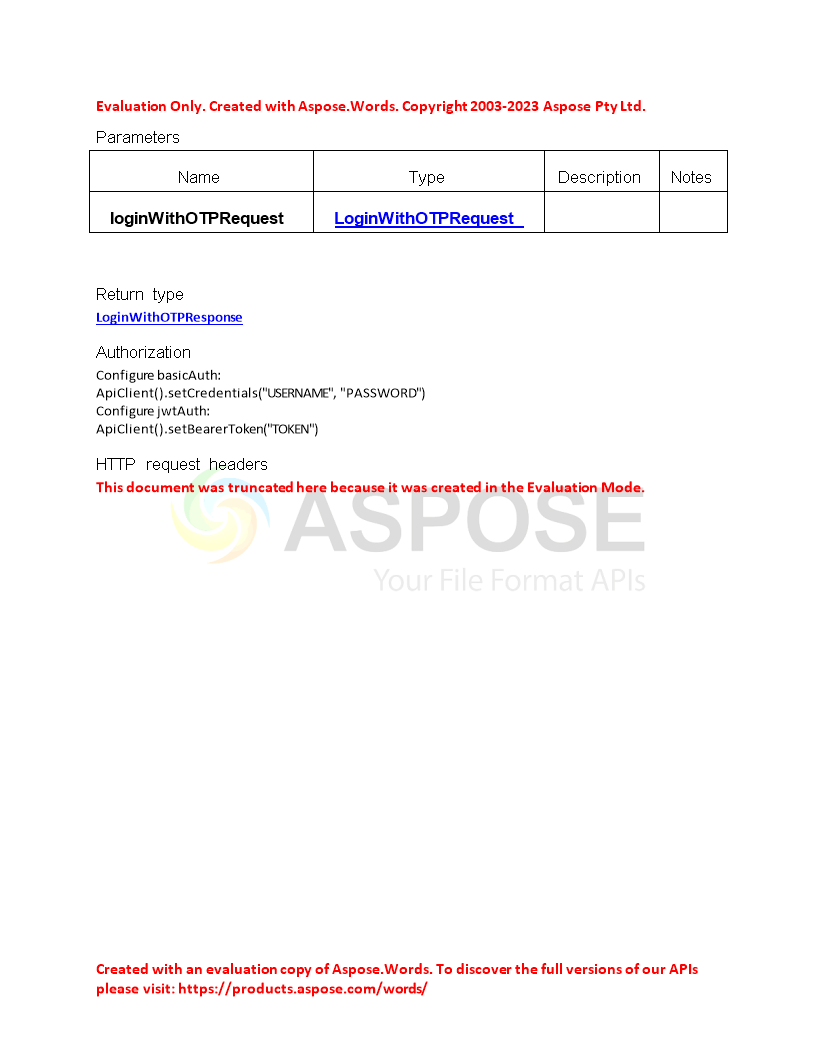 Evaluation Only. Created with Aspose.Words. Copyright 2003-2023 Aspose Pty Ltd.
Parameters
Name Type Description Notes
loginWithOTPRequest LoginWithOTPRequest
Return type
LoginWithOTPResponse
Authorization
Configure basicAuth:
ApiClient().setCredentials("USERNAME", "PASSWORD")
Configure jwtAuth:
ApiClient().setBearerToken("TOKEN")
HTTP request headers
This document was truncated here because it was created in the Evaluation Mode.
ASPOSE
Your File Format APIs
Created with an evaluation copy of Aspose.Words. To discover the full versions of our APIs
please visit: https://products.aspose.com/words/